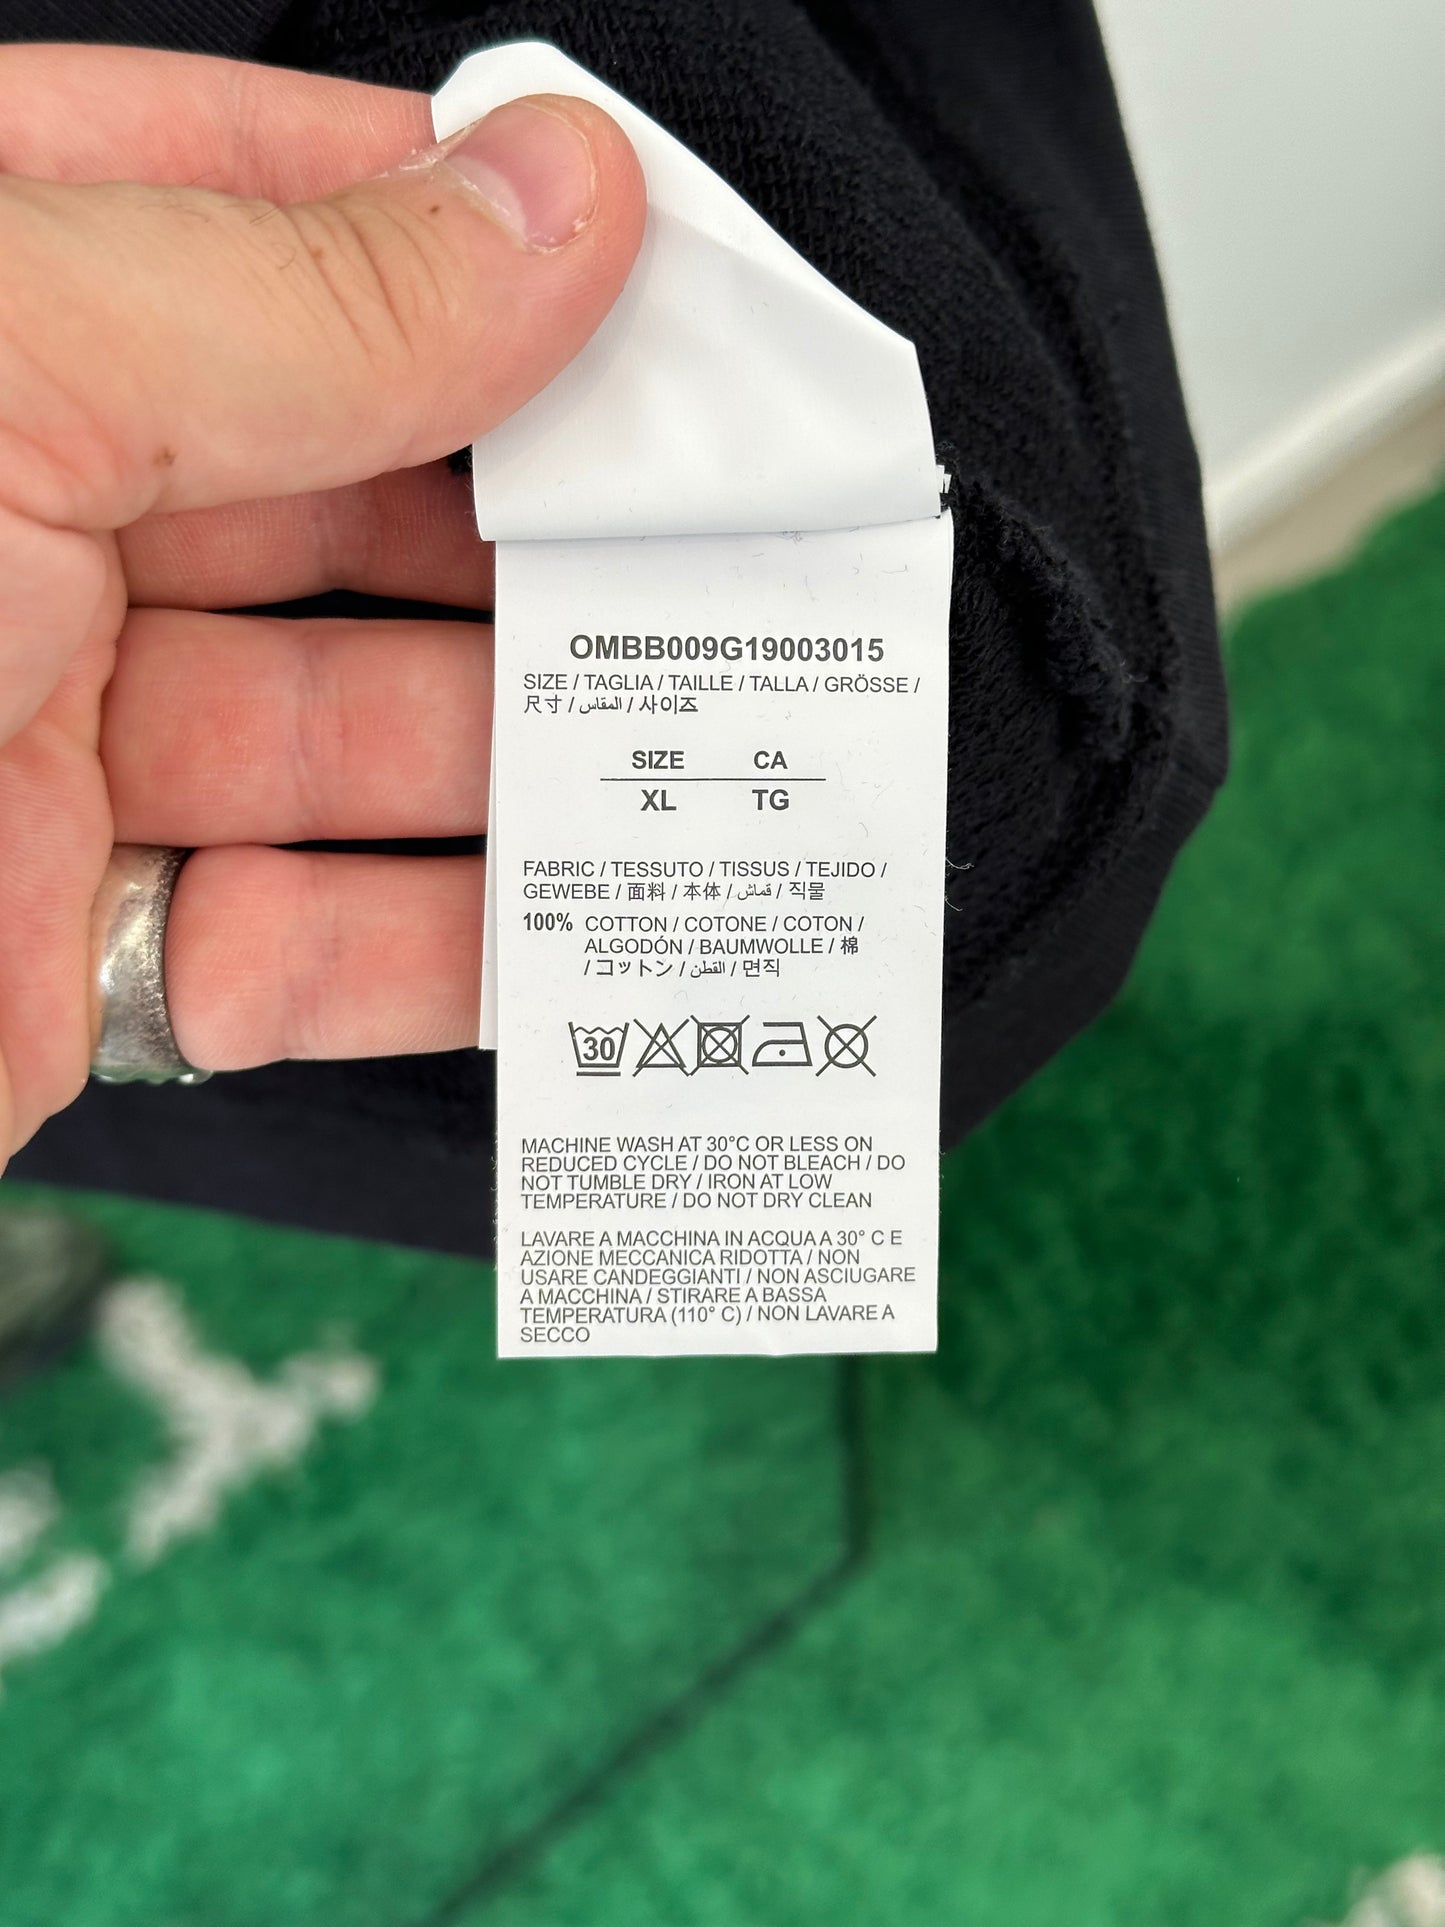 OMBB009G19003015
SIZE / TAGLIA / TAILLE / TALLA / GRÖSSE /
尺寸 / المقاس / 사이즈
SIZE CA
XL TG
FABRIC / TESSUTO / TISSUS / TEJIDO /
GEWEBE / 面料 / 本体 / قماش / 직물
100% COTTON / COTONE / COTON /
ALGODÓN / BAUMWOLLE / 棉
/ コットン / القطن / 면직
30
MACHINE WASH AT 30°C OR LESS ON
REDUCED CYCLE / DO NOT BLEACH / DO
NOT TUMBLE DRY / IRON AT LOW
TEMPERATURE / DO NOT DRY CLEAN
LAVARE A MACCHINA IN ACQUA A 30° C E
AZIONE MECCANICA RIDOTTA / NON
USARE CANDEGGIANTI / NON ASCIUGARE
A MACCHINA / STIRARE A BASSA
TEMPERATURA (110° C) / NON LAVARE A
SECCO